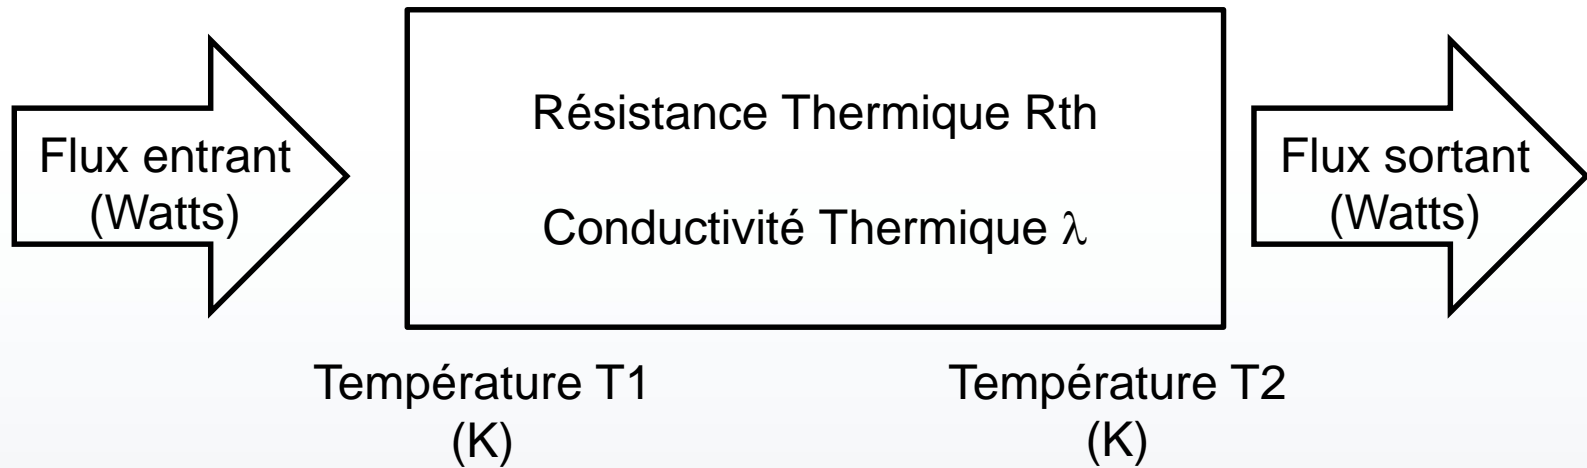 Flux entrant
(Watts)
Résistance Thermique Rth
Conductivité Thermique λ
Flux sortant
(Watts)
Température T1
(K)
Température T2
(K)